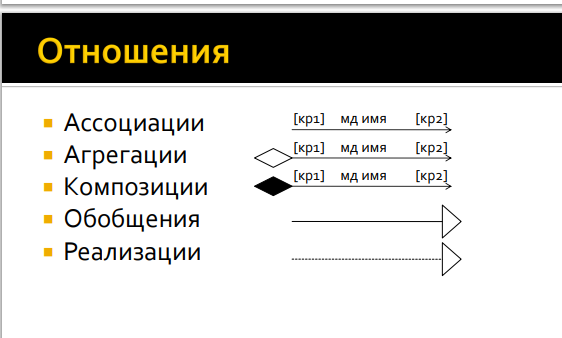 Отношения
Ассоциации
[кр1] мд имя [кр2]
Агрегации
[кр1] мд имя [кр2]
Композиции
[кр1] мд имя [кр2]
Обобщения
Реализации